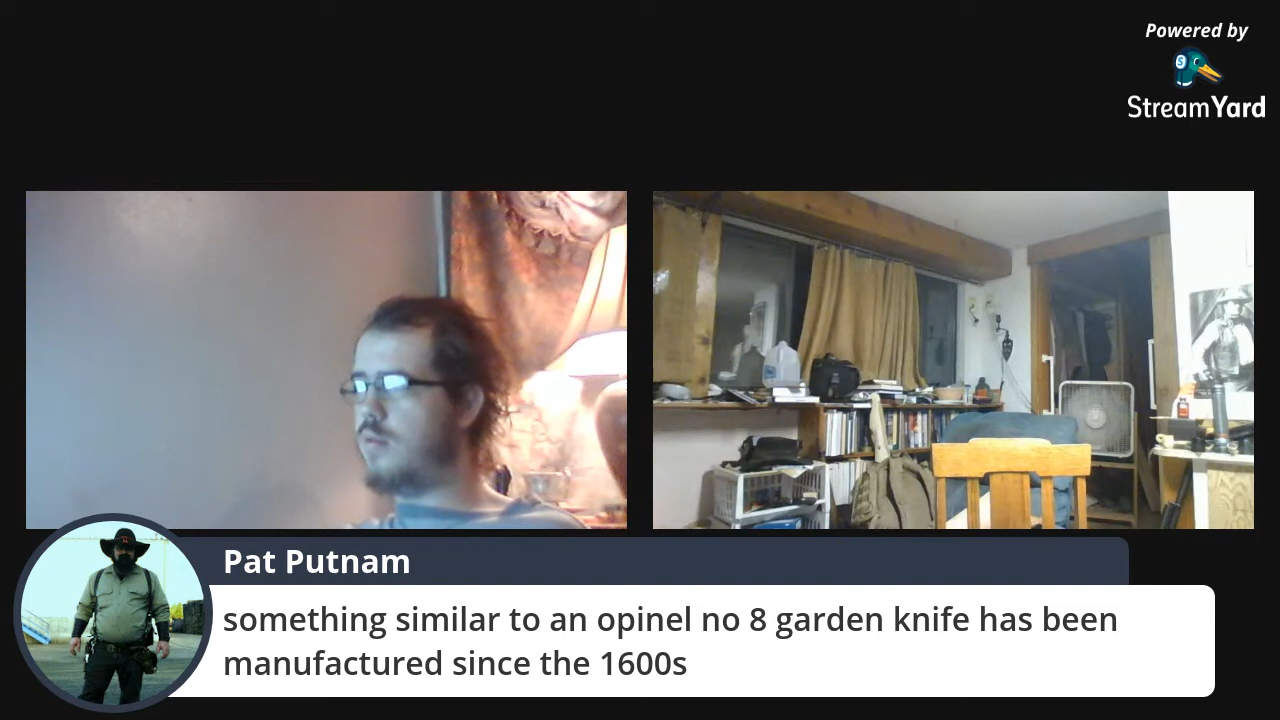 Powered by
StreamYard
Pat Putnam
something similar to an opinel no 8 garden knife has been
manufactured since the 1600s